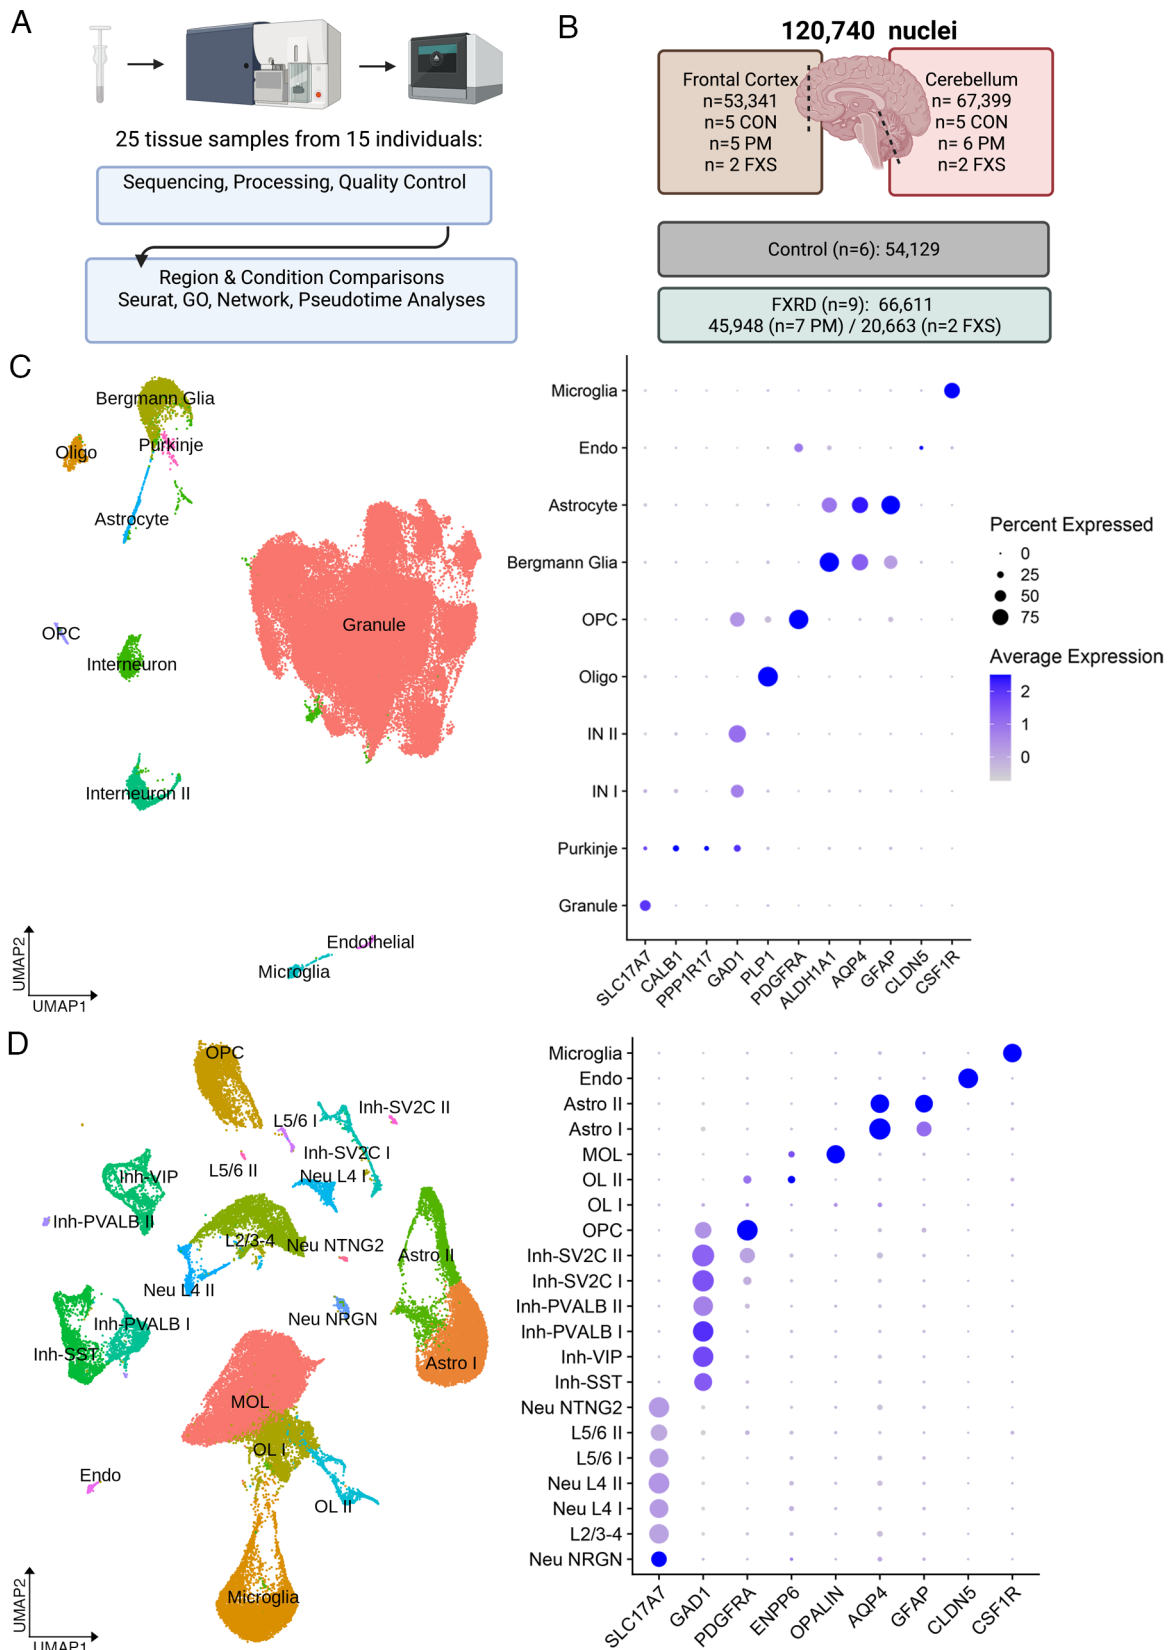 A
25 tissue samples from 15 individuals:
Sequencing, Processing, Quality Control
Region & Condition Comparisons
Seurat, GO, Network, Pseudotime Analyses
B
120,740 nuclei
Frontal Cortex
n=53,341
n=5 CON
n=5 PM
n= 2 FXS
Cerebellum
n= 67,399
n=5 CON
n= 6 PM
n=2 FXS
Control (n=6): 54,129
FXRD (n=9): 66,611
45,948 (n=7 PM) / 20,663 (n=2 FXS)
C
Bergmann Glia
Purkinje
Oligo
Astrocyte
Granule
OPC
Interneuron
Interneuron II
Endothelial
Microglia
UMAP2
UMAP1
Microglia
Endo
Astrocyte
Bergmann Glia
OPC
Oligo
IN II
IN I
Purkinje
Granule
SLC17A7
CALB1
PPP1R17
GAD1
PLP1
PDGFRA
ALDH1A1
AQP4
GFAP
CLDN5
CSF1R
Percent Expressed
0
25
50
75
Average Expression
2
1
0
D
OPC
L5/6 I
Inh-SV2C II
Inh-SV2C I
L5/6 II
Neu L4 I
Inh-VIP
Inh-PVALB II
L2/3-4
Neu NTNG2
Astro II
Neu L4 II
Neu NRGN
Inh-PVALB I
Inh-SST
Astro I
MOL
OL I
Endo
OL II
Microglia
UMAP2
UMAP1
Microglia
Endo
Astro II
Astro I
MOL
OL II
OL I
OPC
Inh-SV2C II
Inh-SV2C I
Inh-PVALB II
Inh-PVALB I
Inh-VIP
Inh-SST
Neu NTNG2
L5/6 II
L5/6 I
Neu L4 II
Neu L4 I
L2/3-4
Neu NRGN
SLC17A7
GAD1
PDGFRA
ENPP6
OPALIN
AQP4
GFAP
CLDN5
CSF1R